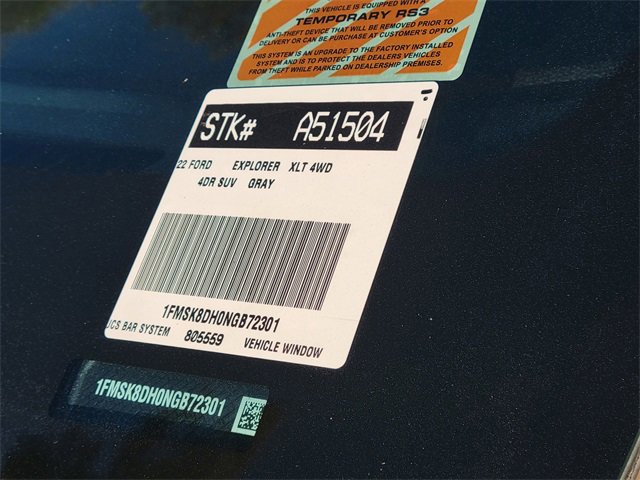 THIS VEHICLE IS EQUIPPED WITH A
TEMPORARY RS3
ANTI-THEFT DEVICE THAT WILL BE REMOVED PRIOR TO
DELIVERY OR CAN BE PURCHASE AT CUSTOMER'S OPTION
THIS SYSTEM IS AN UPGRADE TO THE FACTORY INSTALLED
SYSTEM AND IS TO PROTECT THE DEALERS VEHICLES
FROM THEFT WHILE PARKED ON DEALERSHIP PREMISES.
STK# A51504
22 FORD EXPLORER XLT 4WD
4DR SUV GRAY
1FMSK8DH0NGB72301
JCS BAR SYSTEM 805559 VEHICLE WINDOW
1FMSK8DH0NGB72301